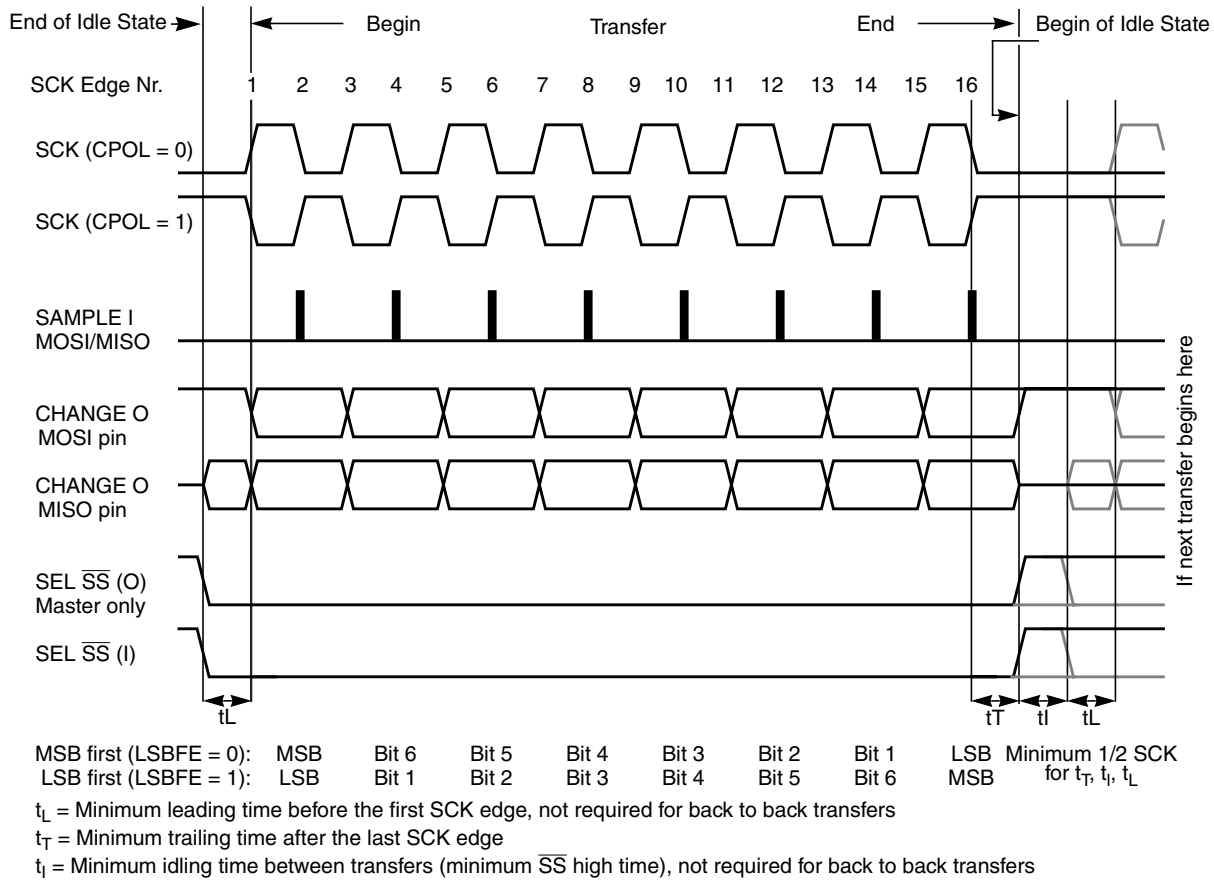 End of Idle State
Begin
Transfer
End
Begin of Idle State
SCK Edge Nr.
1 2 3 4 5 6 7 8 9 10 11 12 13 14 15 16
SCK (CPOL = 0)
SCK (CPOL = 1)
SAMPLE I
MOSI/MISO
CHANGE O
MOSI pin
CHANGE O
MISO pin
SEL SS (O)
Master only
SEL SS (I)
If next transfer begins here
tL
tT tI tL
MSB first (LSBFE = 0): MSB Bit 6 Bit 5 Bit 4 Bit 3 Bit 2 Bit 1 LSB Minimum 1/2 SCK
LSB first (LSBFE = 1): LSB Bit 1 Bit 2 Bit 3 Bit 4 Bit 5 Bit 6 MSB for tT, tI, tL
tL = Minimum leading time before the first SCK edge, not required for back to back transfers
tT = Minimum trailing time after the last SCK edge
tI = Minimum idling time between transfers (minimum SS high time), not required for back to back transfers